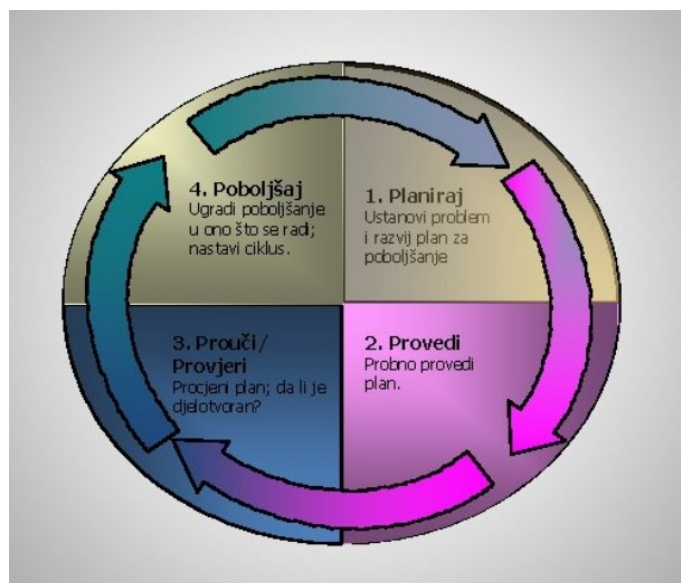 4. Poboljšaj
Ugradi poboljšanje
u ono što se radi;
nastavi ciklus.
1. Planiraj
Ustanovi problem
i razvij plan za
poboljšanje
3. Prouči/
Provjeri
Procjeni plan; da li je
djelotvoran?
2. Provedi
Probno provedi
plan.